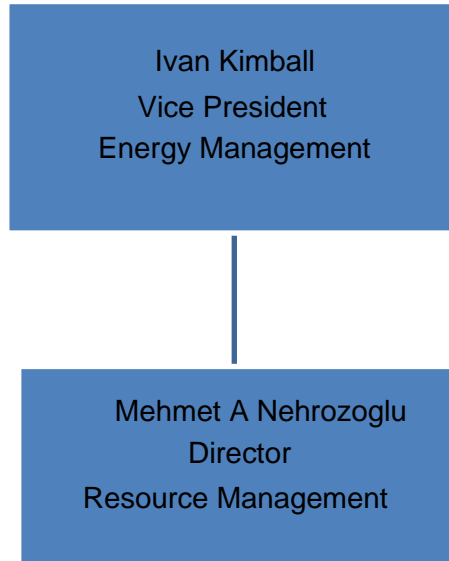 Ivan Kimball
Vice President
Energy Management
Mehmet A Nehrozoglu
Director
Resource Management